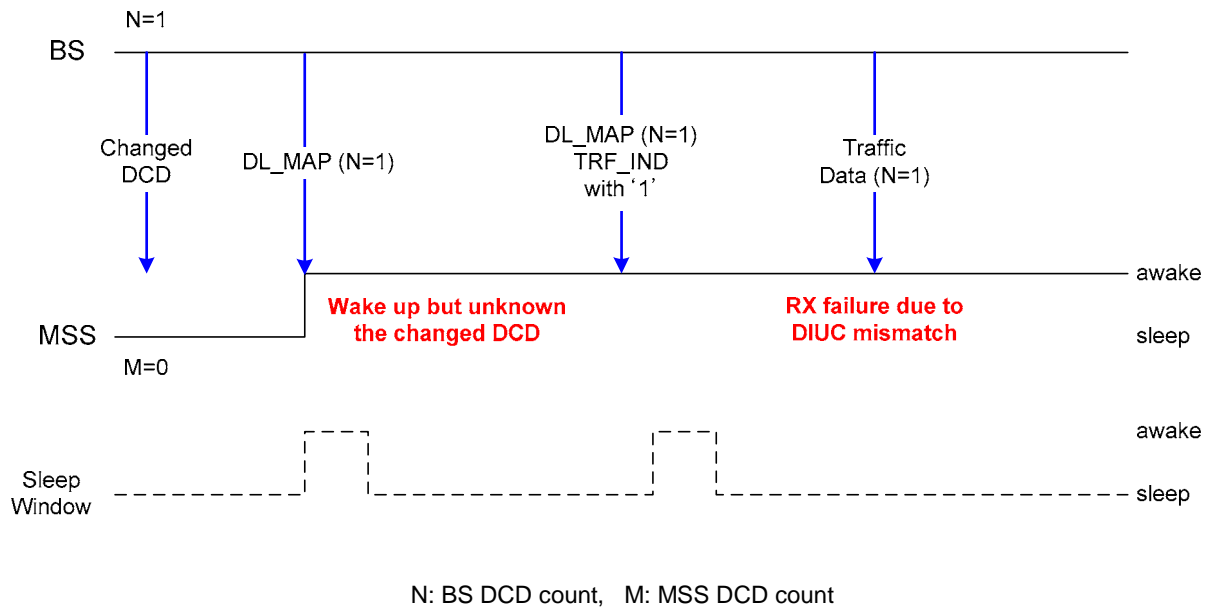 N=1
BS
Changed
DCD
DL_MAP (N=1)
DL_MAP (N=1)
TRF_IND
with ‘1’
Traffic
Data (N=1)
awake
Wake up but unknown
the changed DCD
RX failure due to
DIUC mismatch
MSS
sleep
M=0
awake
Sleep
Window
sleep
N: BS DCD count, M: MSS DCD count